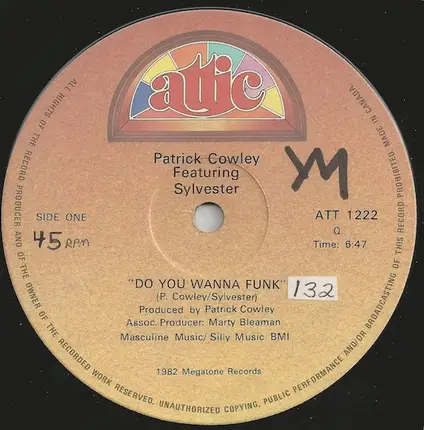 attic
Patrick Cowley
Featuring
Sylvester
YM
SIDE ONE
45 RPM
ATT 1222
Q
Time: 6:47
"DO YOU WANNA FUNK"
132
(P. Cowley/Sylvester)
Produced by Patrick Cowley
Assoc. Producer: Marty Bleaman
Masculine Music/ Silly Music BMI
1982 Megatone Records
ALL RIGHTS OF THE RECORD PRODUCER AND OF THE OWNER OF THE RECORDED WORK RESERVED. UNAUTHORIZED COPYING, PUBLIC PERFORMANCE AND/OR BROADCASTING OF THIS RECORD PROHIBITED. MADE IN CANADA